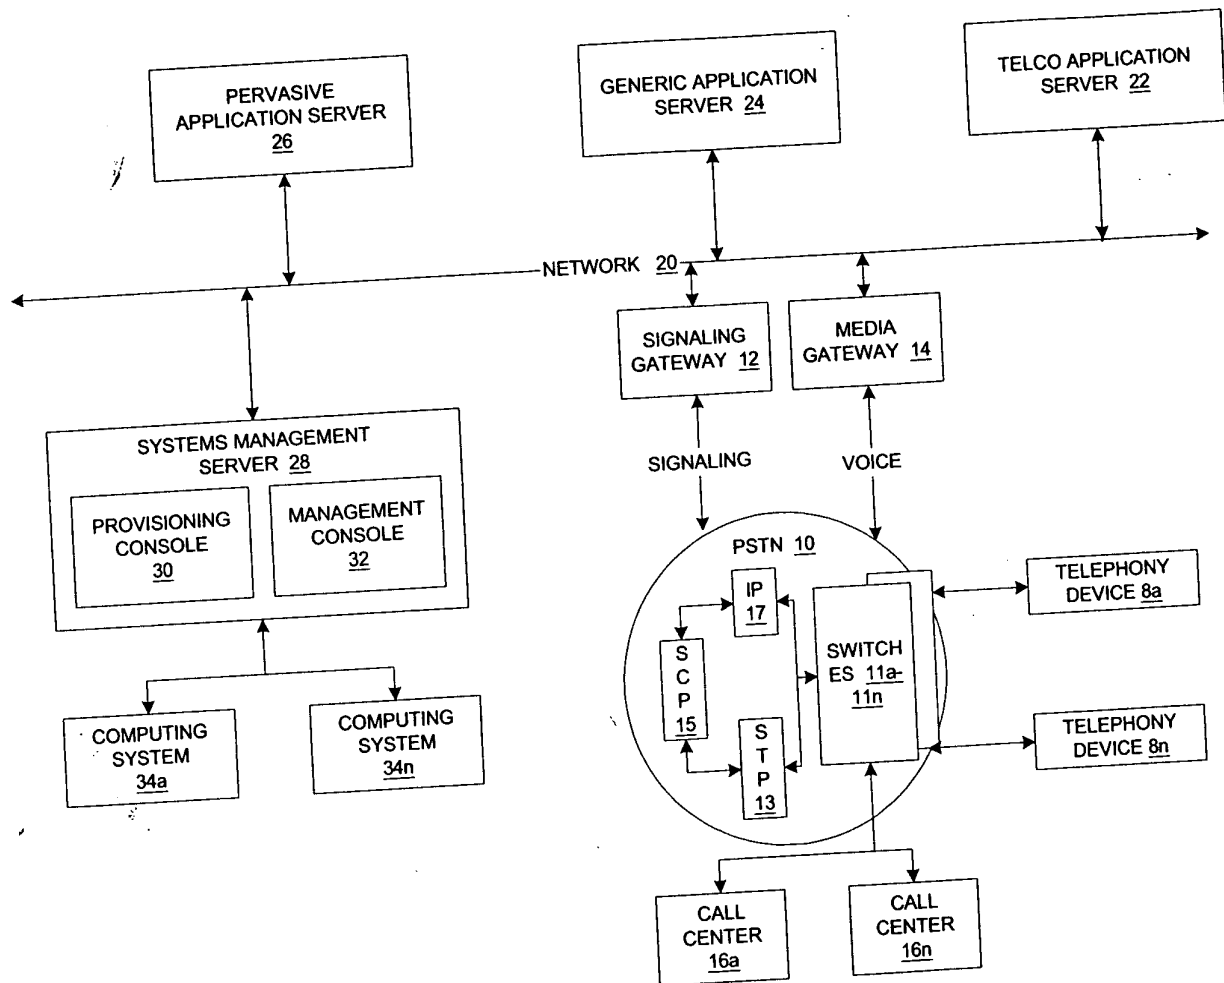 PERVASIVE
APPLICATION SERVER
26
GENERIC APPLICATION
SERVER 24
TELCO APPLICATION
SERVER 22
NETWORK 20
SIGNALING
GATEWAY 12
MEDIA
GATEWAY 14
SYSTEMS MANAGEMENT
SERVER 28
PROVISIONING
CONSOLE
30
MANAGEMENT
CONSOLE
32
SIGNALING
VOICE
PSTN 10
IP
17
S
C
P
15
S
T
P
13
SWITCH
ES 11a-
11n
TELEPHONY
DEVICE 8a
TELEPHONY
DEVICE 8n
COMPUTING
SYSTEM
34a
COMPUTING
SYSTEM
34n
CALL
CENTER
16a
CALL
CENTER
16n